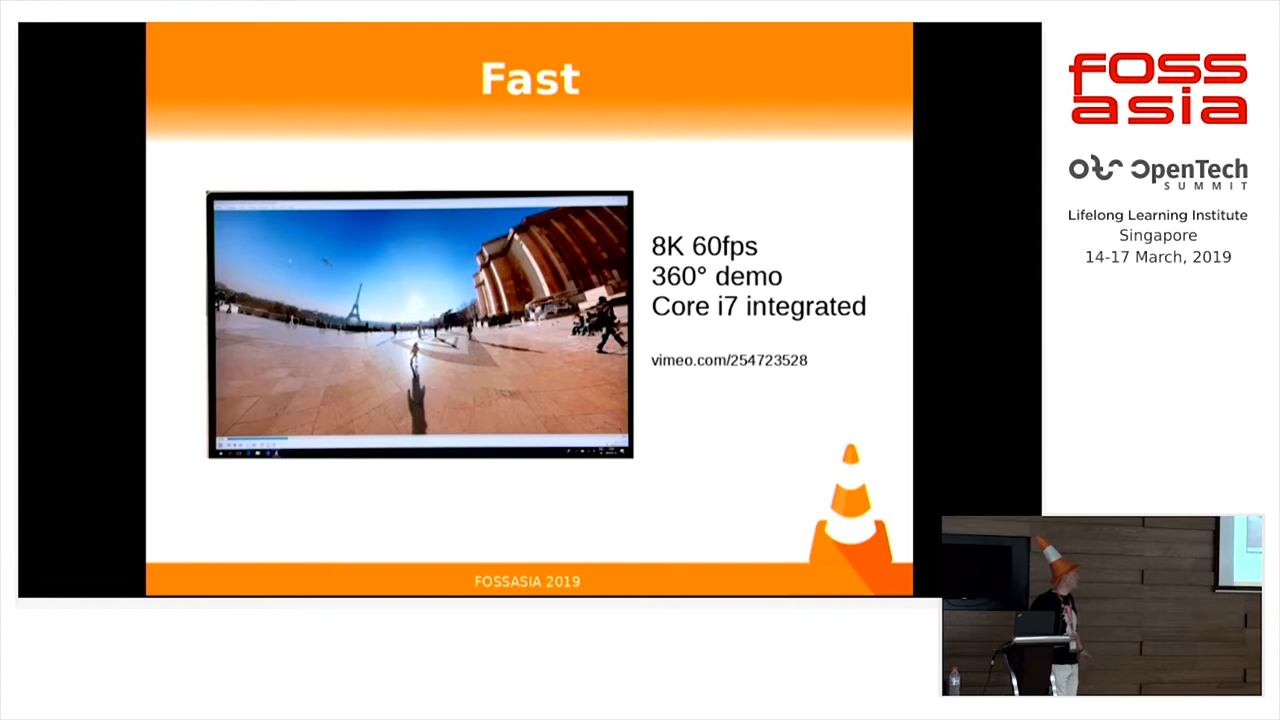 Fast
8K 60fps
360° demo
Core i7 integrated
vimeo.com/254723528
FOSSASIA 2019
foss
asia
OpenTech
SUMMIT
Lifelong Learning Institute
Singapore
14-17 March, 2019